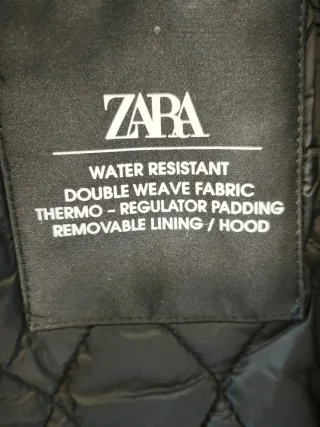 ZARA
WATER RESISTANT
DOUBLE WEAVE FABRIC
THERMO - REGULATOR PADDING
REMOVABLE LINING / HOOD